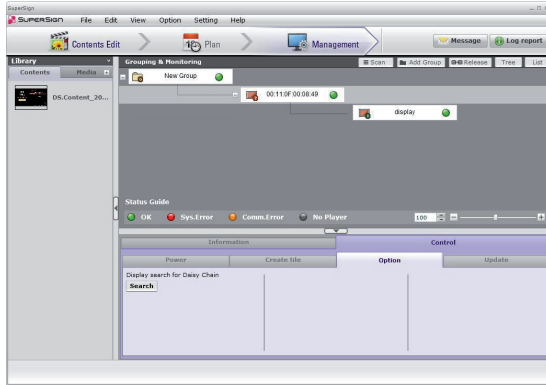 SuperSign
SUPERSIGN File Edit View Option Setting Help
Contents Edit Plan Management Message Log report
Library Grouping & Monitoring Scan Add Group Release Tree List
Contents Media
New Group
DS.Content_20...
00:11:0F:00:08:49
display
Status Guide
OK Sys.Error Comm.Error No Player 100
Information Control
Power Create tile Option Update
Display search for Daisy Chain
Search